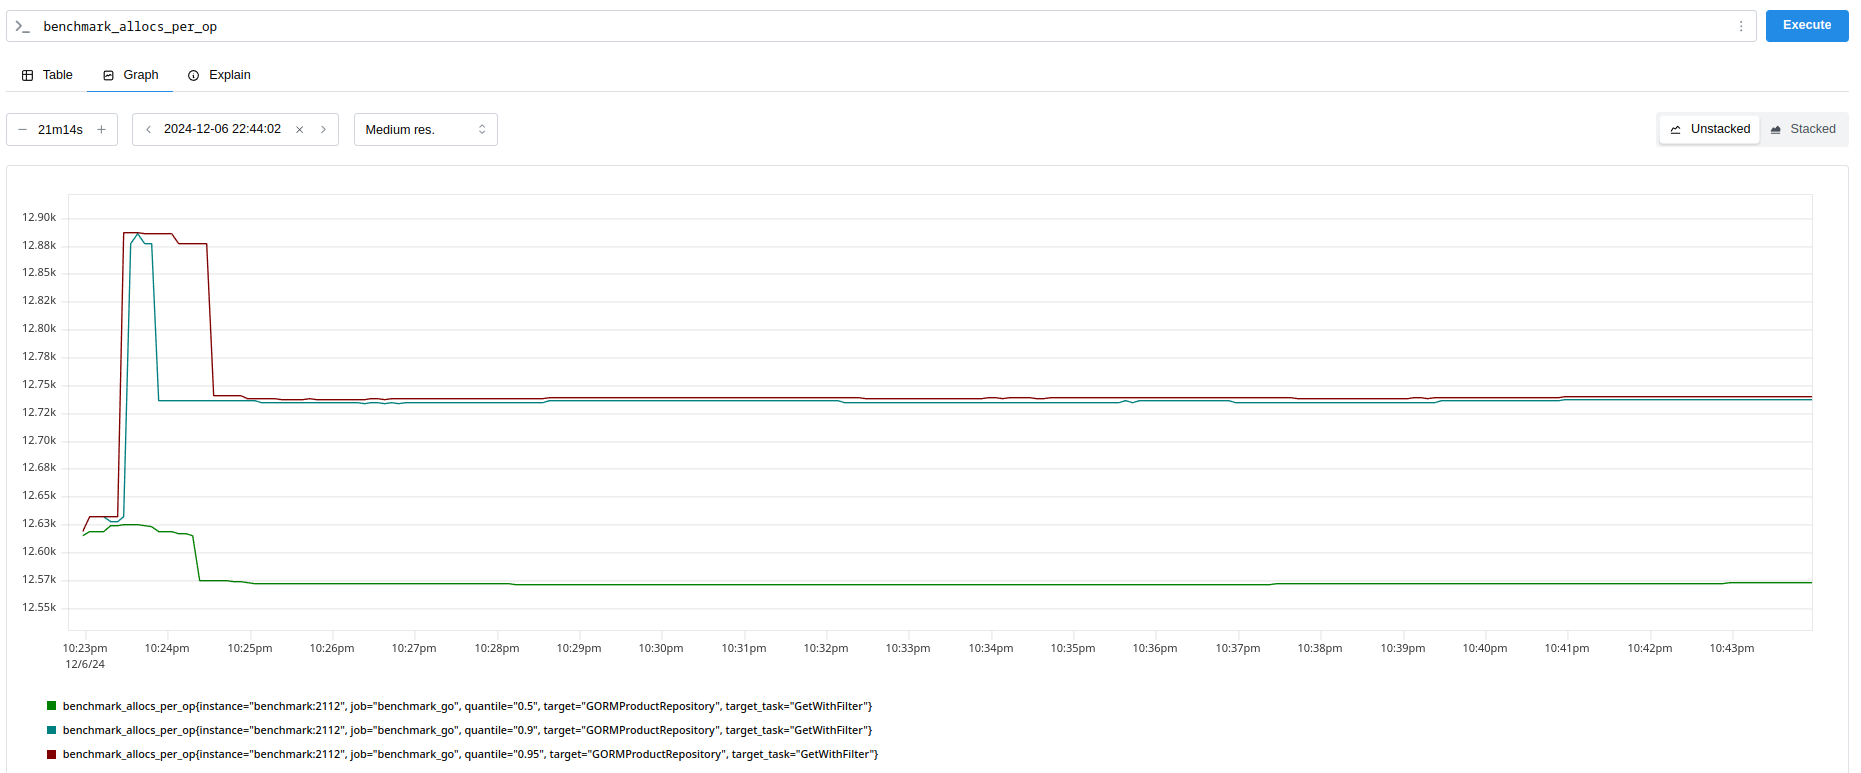 benchmark_allocs_per_op
Execute
Table Graph Explain
21m14s 2024-12-06 22:44:02 Medium res. Unstacked Stacked
12.90k
12.88k
12.85k
12.82k
12.80k
12.78k
12.75k
12.72k
12.70k
12.68k
12.65k
12.63k
12.60k
12.57k
12.55k
10:23pm 10:24pm 10:25pm 10:26pm 10:27pm 10:28pm 10:29pm 10:30pm 10:31pm 10:32pm 10:33pm 10:34pm 10:35pm 10:36pm 10:37pm 10:38pm 10:39pm 10:40pm 10:41pm 10:42pm 10:43pm
12/6/24
benchmark_allocs_per_op{instance="benchmark:2112", job="benchmark_go", quantile="0.5", target="GORMProductRepository", target_task="GetWithFilter"}
benchmark_allocs_per_op{instance="benchmark:2112", job="benchmark_go", quantile="0.9", target="GORMProductRepository", target_task="GetWithFilter"}
benchmark_allocs_per_op{instance="benchmark:2112", job="benchmark_go", quantile="0.95", target="GORMProductRepository", target_task="GetWithFilter"}